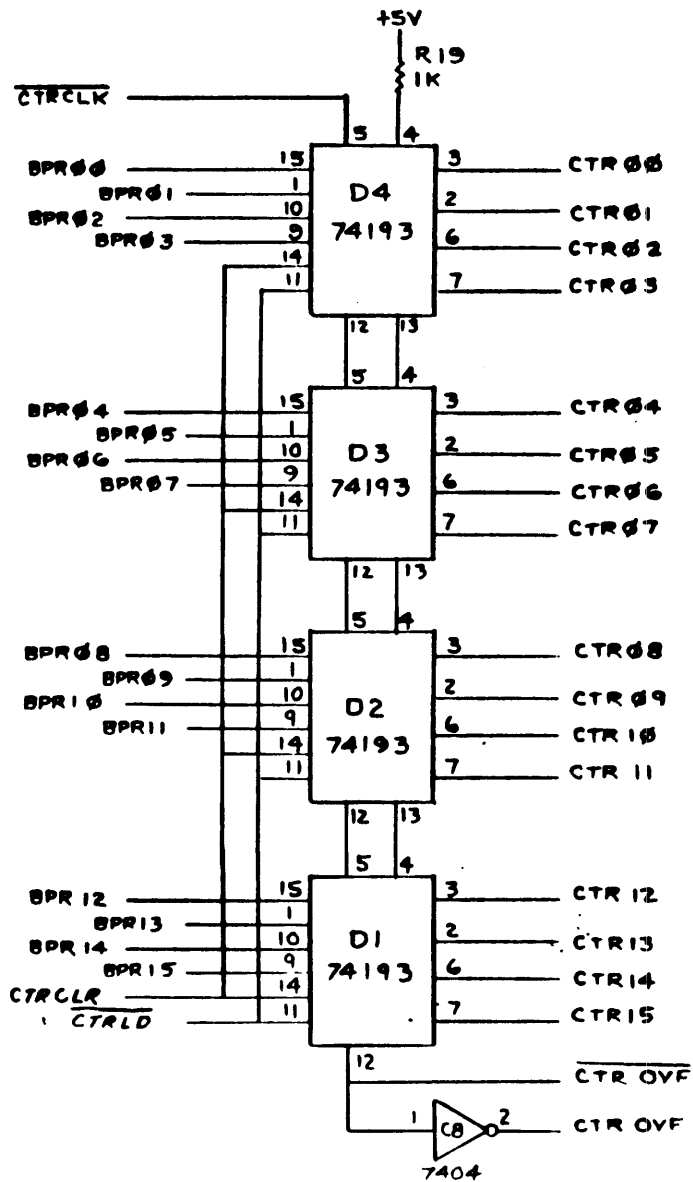 +5V
R19
1K
CTRCLK
5 4
BPR00 15 3 CTR00
BPR01 1 D4 2 CTR01
BPR02 10 74193 6 CTR02
BPR03 9 7 CTR03
14
11
12 13
5 4
BPR04 15 3 CTR04
BPR05 1 D3 2 CTR05
BPR06 10 74193 6 CTR06
BPR07 9 7 CTR07
14
11
12 13
5 4
BPR08 15 3 CTR08
BPR09 1 D2 2 CTR09
BPR10 10 74193 6 CTR10
BPR11 9 7 CTR11
14
11
12 13
5 4
BPR12 15 3 CTR12
BPR13 1 D1 2 CTR13
BPR14 10 74193 6 CTR14
BPR15 9 7 CTR15
CTRCLR 14
CTRLD 11
12
CTR OVF
1 C8 2 CTR OVF
7404